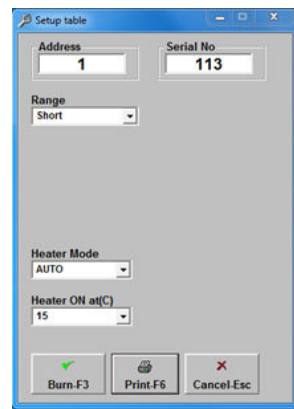 Setup table
Address
Serial No
1
113
Range
Short
Heater Mode
AUTO
Heater ON at(C)
15
Burn-F3
Print-F6
Cancel-Esc